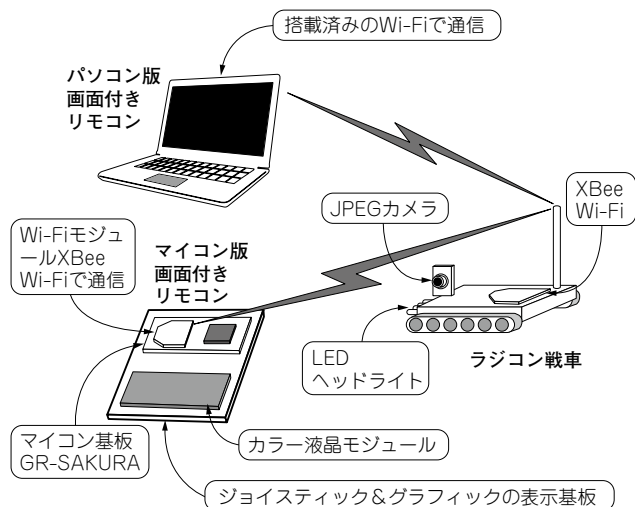 搭載済みのWi-Fiで通信
パソコン版
画面付き
リモコン
XBee
Wi-Fi
JPEGカメラ
Wi-Fiモジュ
ールXBee
Wi-Fiで通信
マイコン版
画面付き
リモコン
LED
ヘッドライト
ラジコン戦車
マイコン基板
GR-SAKURA
カラー液晶モジュール
ジョイスティック&グラフィックの表示基板